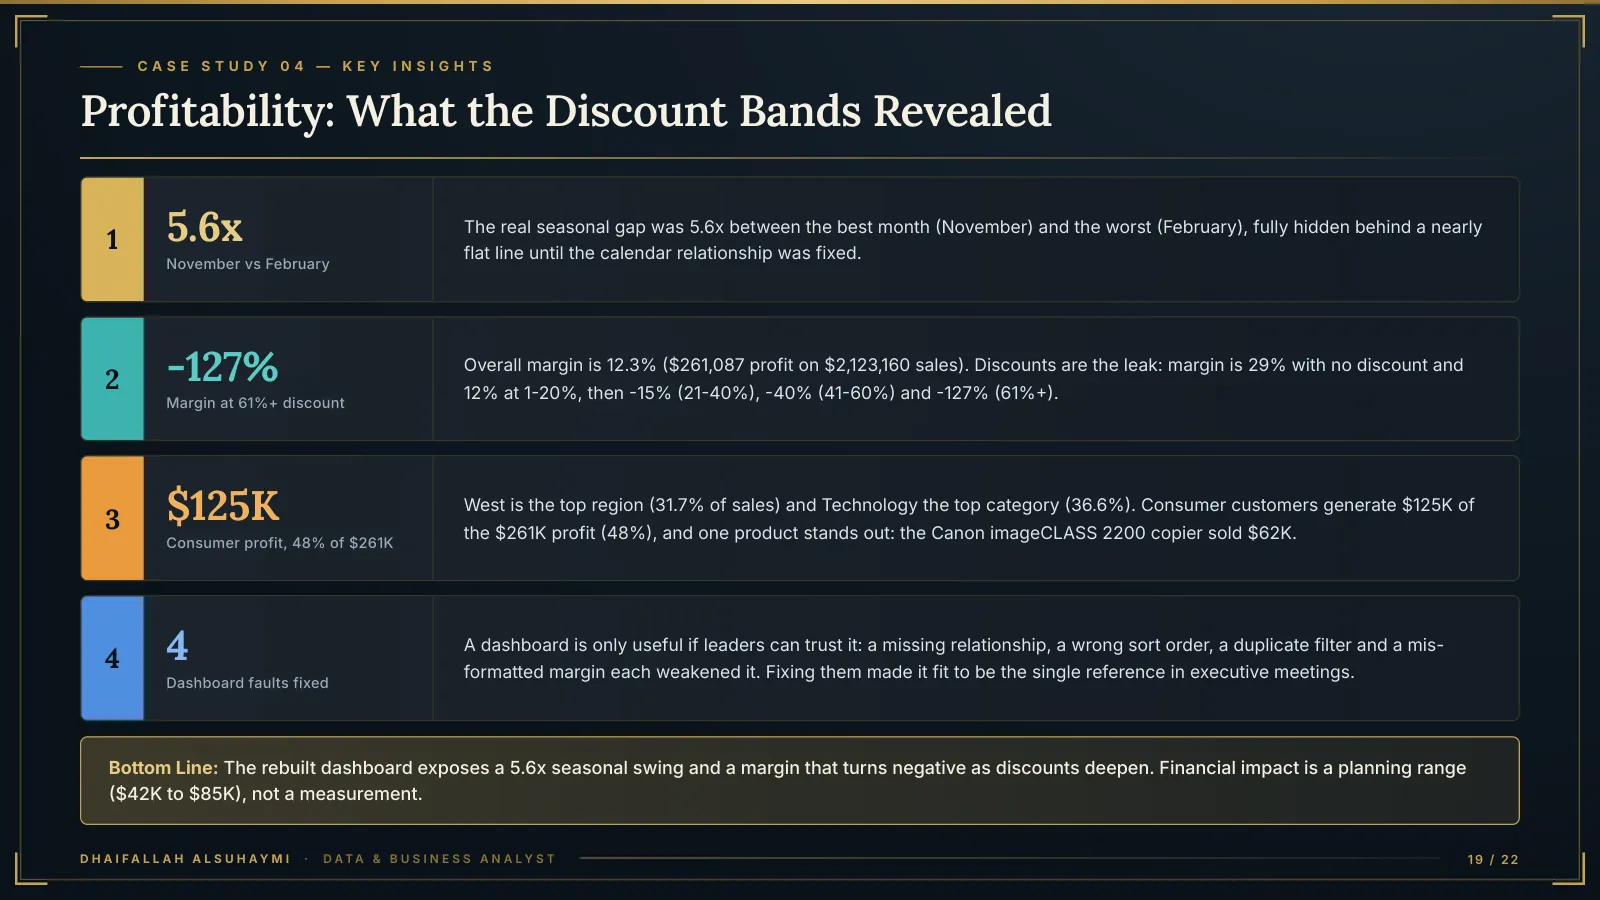 CASE STUDY 04 — KEY INSIGHTS
Profitability: What the Discount Bands Revealed
1
5.6x
November vs February
The real seasonal gap was 5.6x between the best month (November) and the worst (February), fully hidden behind a nearly
flat line until the calendar relationship was fixed.
2
-127%
Margin at 61%+ discount
Overall margin is 12.3% ($261,087 profit on $2,123,160 sales). Discounts are the leak: margin is 29% with no discount and
12% at 1-20%, then -15% (21-40%), -40% (41-60%) and -127% (61%+).
3
$125K
Consumer profit, 48% of $261K
West is the top region (31.7% of sales) and Technology the top category (36.6%). Consumer customers generate $125K of
the $261K profit (48%), and one product stands out: the Canon imageCLASS 2200 copier sold $62K.
4
4
Dashboard faults fixed
A dashboard is only useful if leaders can trust it: a missing relationship, a wrong sort order, a duplicate filter and a mis-
formatted margin each weakened it. Fixing them made it fit to be the single reference in executive meetings.
Bottom Line: The rebuilt dashboard exposes a 5.6x seasonal swing and a margin that turns negative as discounts deepen. Financial impact is a planning range
($42K to $85K), not a measurement.
DHAIFALLAH ALSUHAYMI · DATA & BUSINESS ANALYST
19 / 22